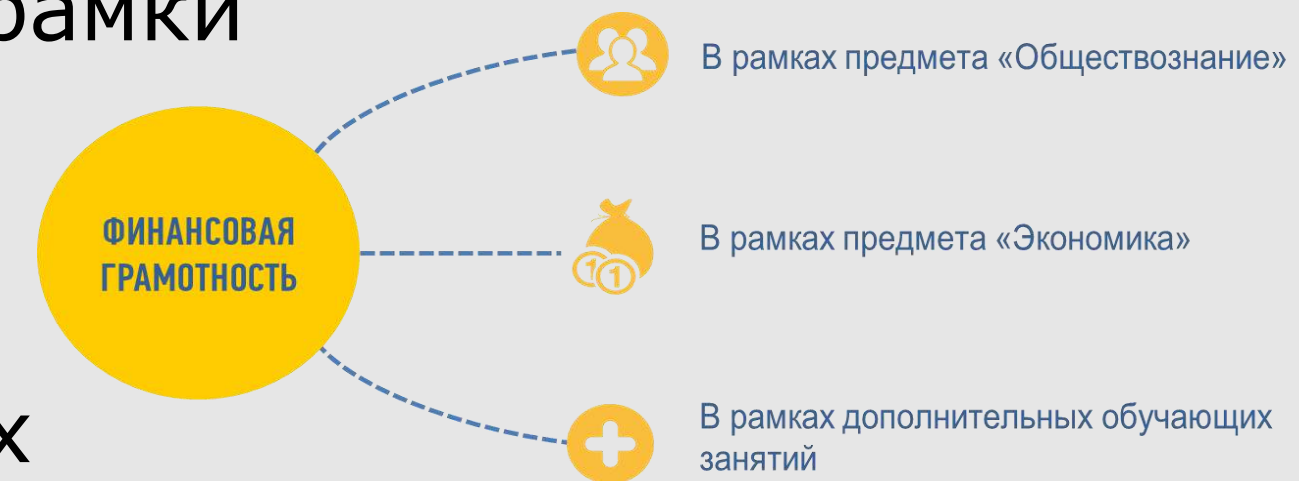 рамки
В рамках предмета «Обществознание»
ФИНАНСОВАЯ
ГРАМОТНОСТЬ
В рамках предмета «Экономика»
х
В рамках дополнительных обучающих
занятий